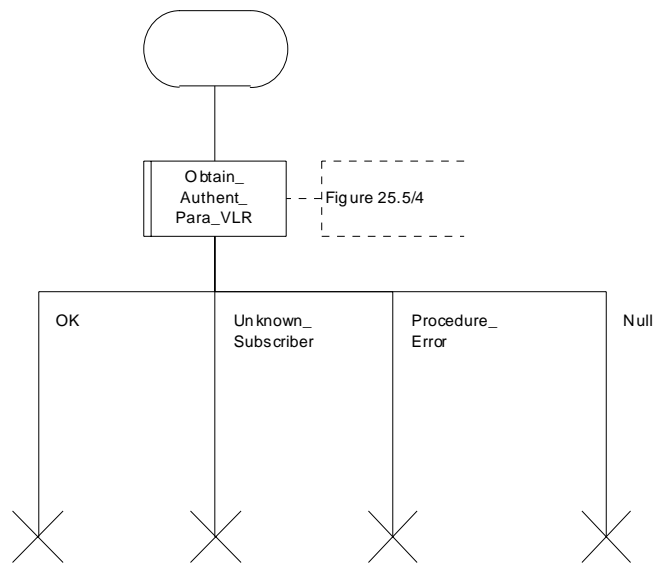 Obtain_
Authent_
Para_VLR
Figure 25.5/4
OK
Unknown_
Subscriber
Procedure_
Error
Null